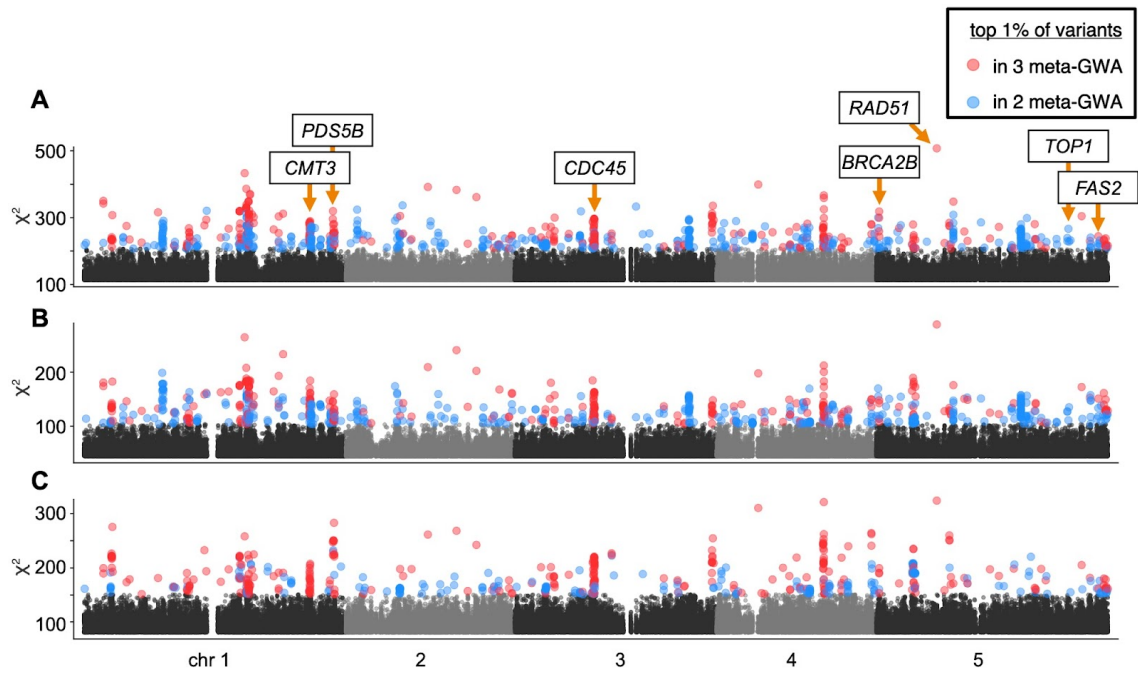 top 1% of variants
in 3 meta-GWA
in 2 meta-GWA
A
RAD51
PDS5B
TOP1
CMT3
CDC45
BRCA2B
FAS2
500
300
100
χ²
B
200
100
χ²
C
300
200
100
χ²
chr 1 2 3 4 5